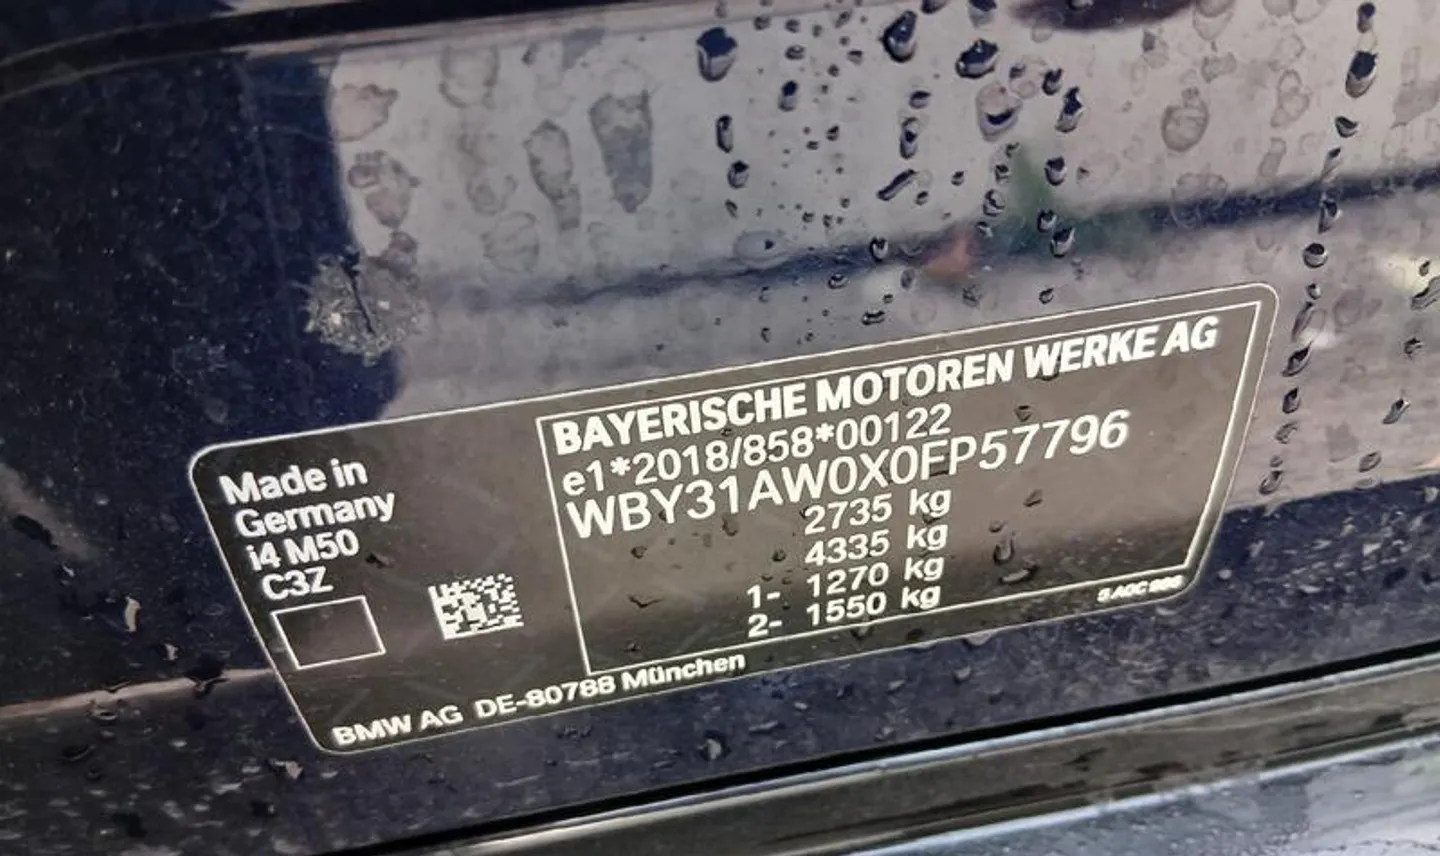 BAYERISCHE MOTOREN WERKE AG
e1*2018/858*00122
WBY31AW0X0FP57796
2735 kg
4335 kg
1- 1270 kg
2- 1550 kg
Made in
Germany
i4 M50
C3Z
BMW AG DE-80788 München